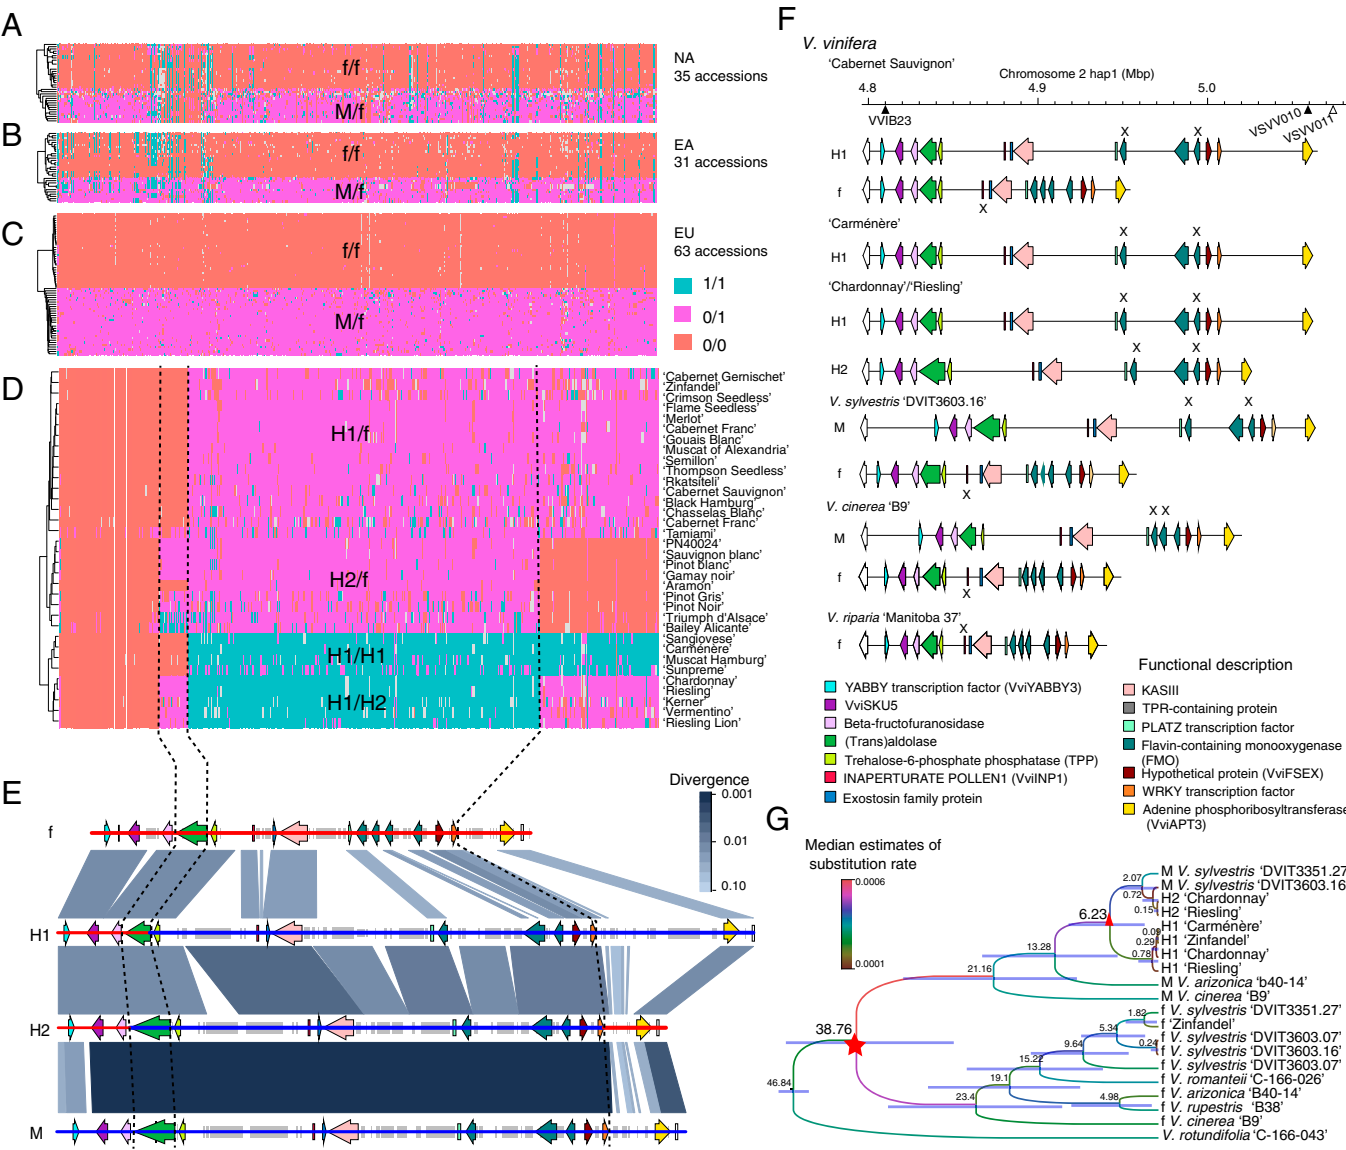 A
f/f
M/f
NA
35 accessions
B
f/f
M/f
EA
31 accessions
C
f/f
M/f
EU
63 accessions
1/1
0/1
0/0
D
H1/f
H2/f
H1/H1
H1/H2
'Cabernet Gernischet'
'Zinfandel'
'Crimson Seedless'
'Flame Seedless'
'Merlot'
'Cabernet Franc'
'Gouais Blanc'
'Muscat of Alexandria'
'Semillon'
'Thompson Seedless'
'Rkatsiteli'
'Cabernet Sauvignon'
'Black Hamburg'
'Chasselas Blanc'
'Cabernet Franc'
'Tamiami'
'PN40024'
'Sauvignon blanc'
'Pinot blanc'
'Gamay noir'
'Aramon'
'Pinot Gris'
'Pinot Noir'
'Triumph d'Alsace'
'Bailey Alicante'
'Sangiovese'
'Carménère'
'Muscat Hamburg'
'Sunpreme'
'Chardonnay'
'Riesling'
'Kerner'
'Vermentino'
'Riesling Lion'
E
Divergence
0.001
0.01
0.10
f
H1
H2
M
F
V. vinifera
'Cabernet Sauvignon'
Chromosome 2 hap1 (Mbp)
4.8 4.9 5.0
VVIB23
VSVV010
VSVV011
X X
H1
f
X
'Carménère'
X X
H1
'Chardonnay'/'Riesling'
X X
H1
X X
H2
V. sylvestris 'DVIT3603.16'
X X
M
f
X
V. cinerea 'B9'
X X
M
f
X
V. riparia 'Manitoba 37'
X
f
Functional description
YABBY transcription factor (VviYABBY3)
VviSKU5
Beta-fructofuranosidase
(Trans)aldolase
Trehalose-6-phosphate phosphatase (TPP)
INAPERTURATE POLLEN1 (VviINP1)
Exostosin family protein
KASIII
TPR-containing protein
PLATZ transcription factor
Flavin-containing monooxygenase
(FMO)
Hypothetical protein (VviFSEX)
WRKY transcription factor
Adenine phosphoribosyltransferase
(VviAPT3)
G
Median estimates of
substitution rate
0.0006
0.0001
2.07
0.72
0.15
6.23
0.09
0.29
0.78
13.28
21.16
38.76
46.84
1.82
5.34
0.24
9.64
15.22
19.1
4.98
23.4
M V. sylvestris 'DVIT3351.27'
M V. sylvestris 'DVIT3603.16'
H2 'Chardonnay'
H2 'Riesling'
H1 'Carménère'
H1 'Zinfandel'
H1 'Chardonnay'
H1 'Riesling'
M V. arizonica 'b40-14'
M V. cinerea 'B9'
f V. sylvestris 'DVIT3351.27'
f 'Zinfandel'
f V. sylvestris 'DVIT3603.07'
f V. sylvestris 'DVIT3603.16'
f V. sylvestris 'DVIT3603.07'
f V. romanteii 'C-166-026'
f V. arizonica 'B40-14'
f V. rupestris 'B38'
f V. cinerea 'B9'
V. rotundifolia 'C-166-043'